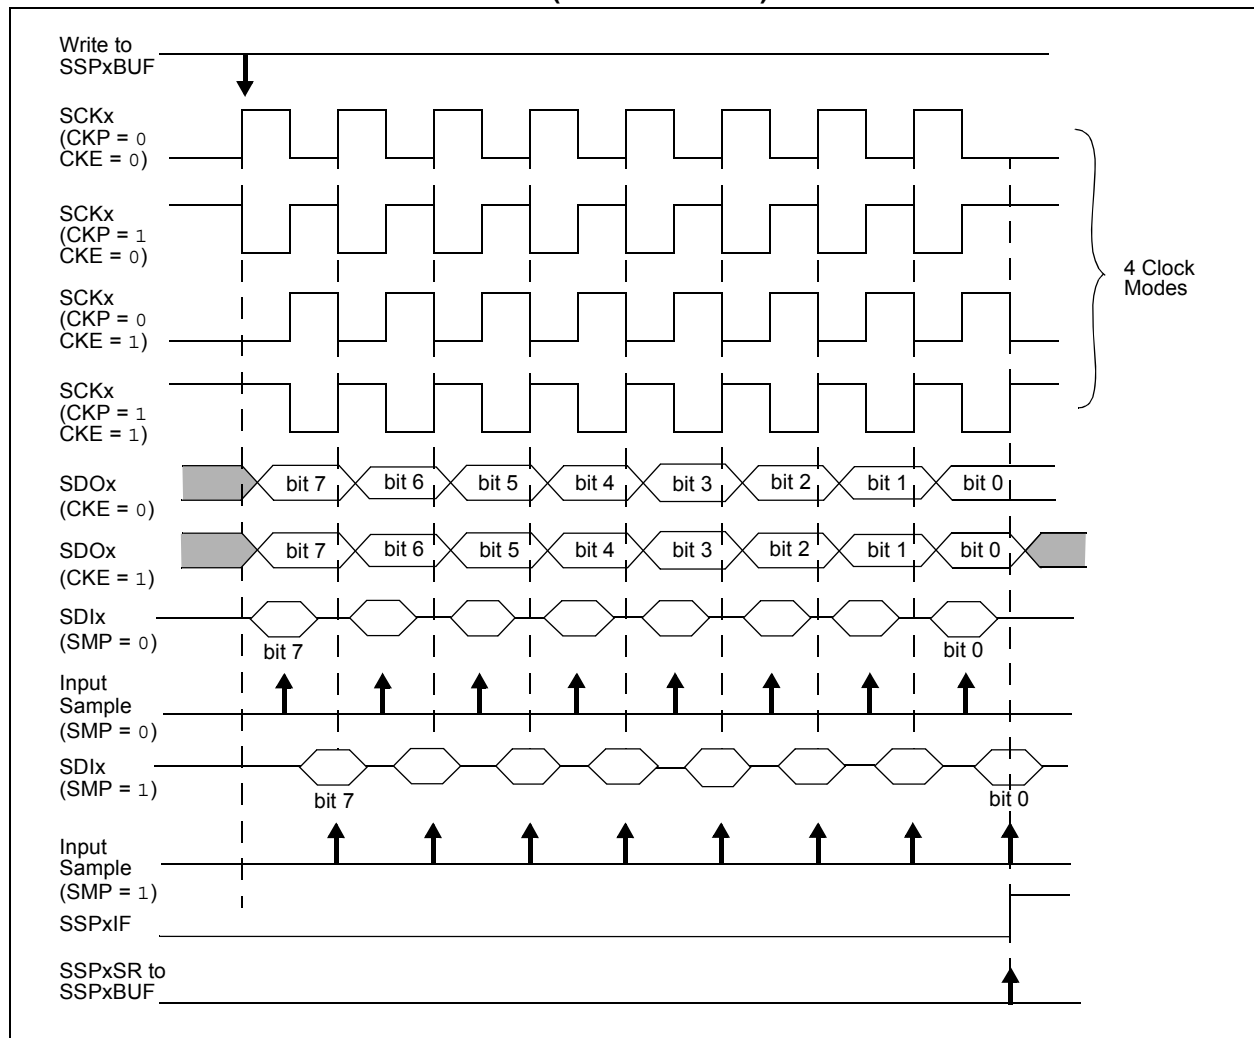 Write to
SSPxBUF
SCKx
(CKP = 0
CKE = 0)
SCKx
(CKP = 1
CKE = 0)
4 Clock
Modes
SCKx
(CKP = 0
CKE = 1)
SCKx
(CKP = 1
CKE = 1)
SDOx
(CKE = 0)
bit 7 bit 6 bit 5 bit 4 bit 3 bit 2 bit 1 bit 0
SDOx
(CKE = 1)
bit 7 bit 6 bit 5 bit 4 bit 3 bit 2 bit 1 bit 0
SDIx
(SMP = 0)
bit 7 bit 0
Input
Sample
(SMP = 0)
SDIx
(SMP = 1)
bit 7 bit 0
Input
Sample
(SMP = 1)
SSPxIF
SSPxSR to
SSPxBUF